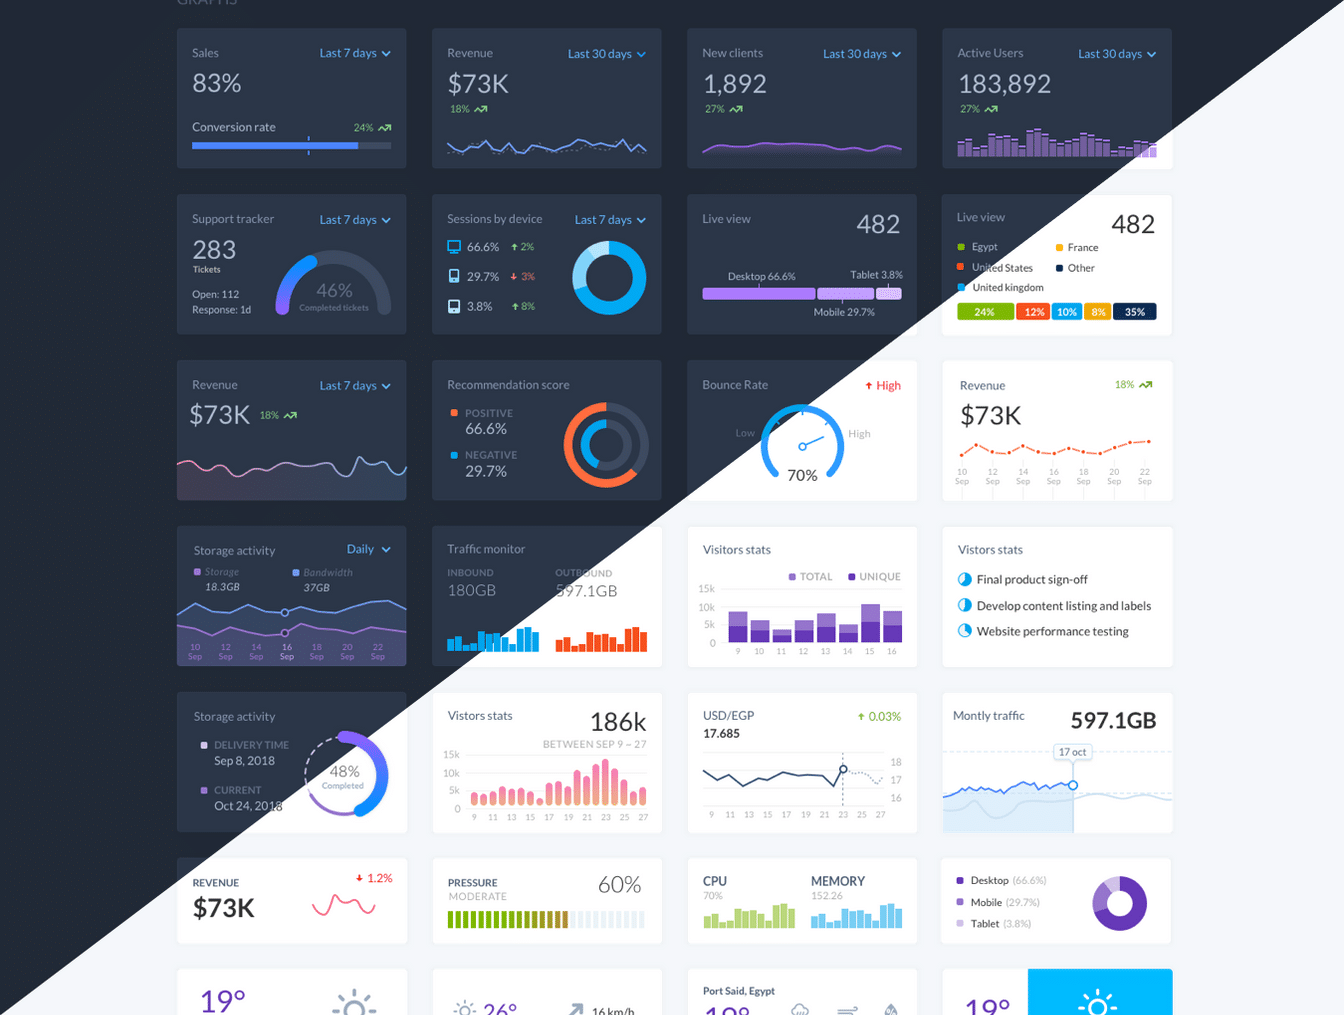 GRAPHS
Sales
Last 7 days
83%
Conversion rate
24%
Revenue
Last 30 days
$73K
18%
New clients
Last 30 days
1,892
27%
Active Users
Last 30 days
183,892
27%
Support tracker
Last 7 days
283
Tickets
Open: 112
Response: 1d
46%
Completed tickets
Sessions by device
Last 7 days
66.6%
2%
29.7%
3%
3.8%
8%
Live view
482
Desktop 66.6%
Tablet 3.8%
Mobile 29.7%
Live view
482
Egypt
France
United States
Other
United kingdom
24%
12%
10%
8%
35%
Revenue
Last 7 days
$73K
18%
Recommendation score
POSITIVE
66.6%
NEGATIVE
29.7%
Bounce Rate
High
Low
High
70%
Revenue
18%
$73K
10 12 14 16 18 20 22
Sep Sep Sep Sep Sep Sep Sep
Storage activity
Daily
Storage
18.3GB
Bandwidth
37GB
10 12 14 16 18 20 22
Sep Sep Sep Sep Sep Sep Sep
Traffic monitor
INBOUND
180GB
OUTBOUND
597.1GB
Visitors stats
TOTAL
UNIQUE
15k
10k
5k
0
9 10 11 12 13 14 15 16
Vistors stats
Final product sign-off
Develop content listing and labels
Website performance testing
Storage activity
DELIVERY TIME
Sep 8, 2018
CURRENT
Oct 24, 2018
48%
Completed
Vistors stats
186k
BETWEEN SEP 9 ~ 27
15k
10k
5k
0
9 11 13 15 17 19 21 23 25 27
USD/EGP
0.03%
17.685
18
17
16
9 11 13 15 17 19 21 23 25 27
Montly traffic
597.1GB
17 oct
REVENUE
1.2%
$73K
PRESSURE
MODERATE
60%
CPU
70%
MEMORY
152.26
Desktop (66.6%)
Mobile (29.7%)
Tablet (3.8%)
19°
26°
16 km/h
Port Said, Egypt
19°
19°